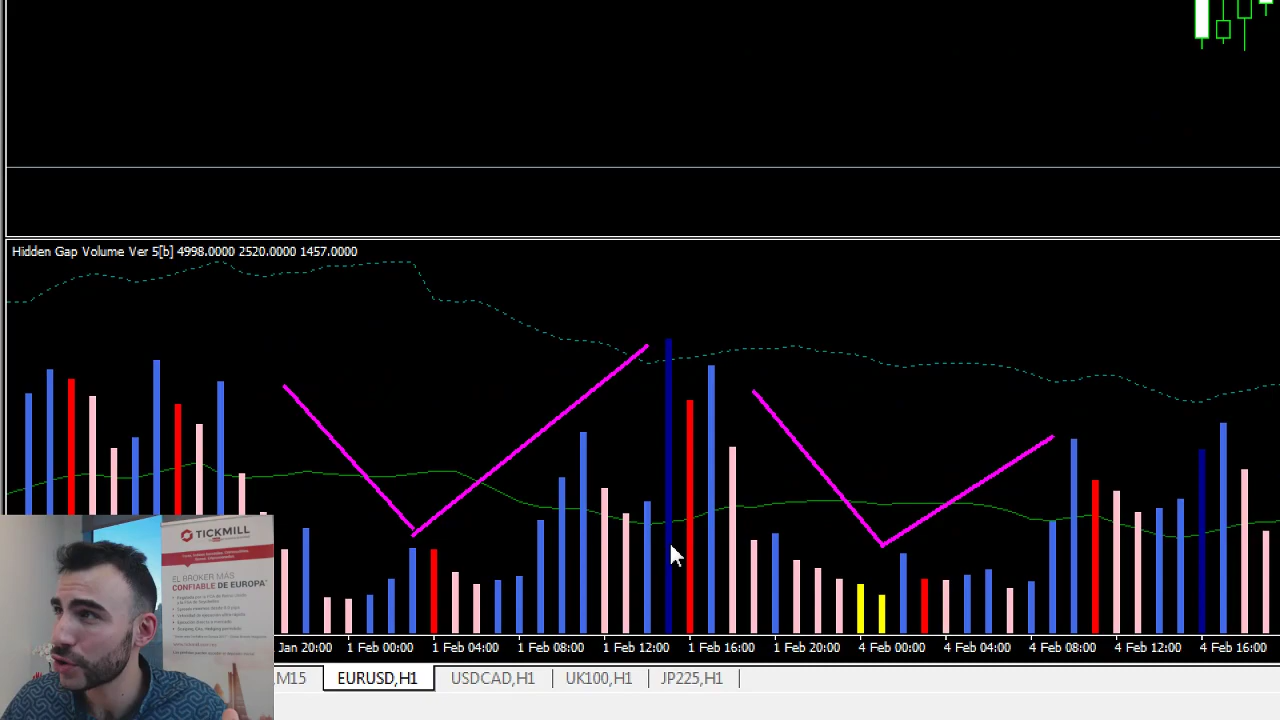 Hidden Gap Volume Ver 5[b] 4998.0000 2520.0000 1457.0000
TICKMILL
EL BROKER MÁS
CONFIABLE DE EUROPA*
Jan 20:00 1 Feb 00:00 1 Feb 04:00 1 Feb 08:00 1 Feb 12:00 1 Feb 16:00 1 Feb 20:00 4 Feb 00:00 4 Feb 04:00 4 Feb 08:00 4 Feb 12:00 4 Feb 16:00
M15 EURUSD,H1 USDCAD,H1 UK100,H1 JP225,H1